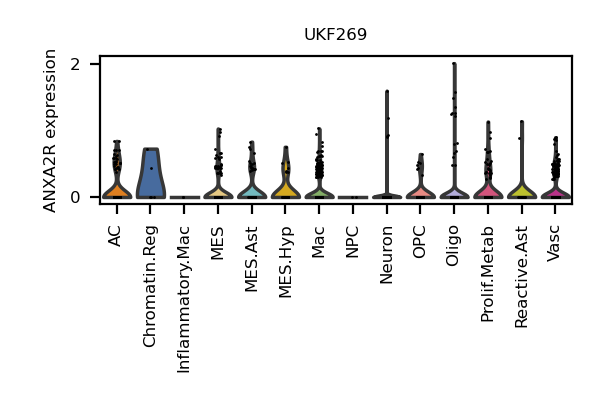 UKF269
ANXA2R expression
2
0
AC
Chromatin.Reg
Inflammatory.Mac
MES
MES.Ast
MES.Hyp
Mac
NPC
Neuron
OPC
Oligo
Prolif.Metab
Reactive.Ast
Vasc